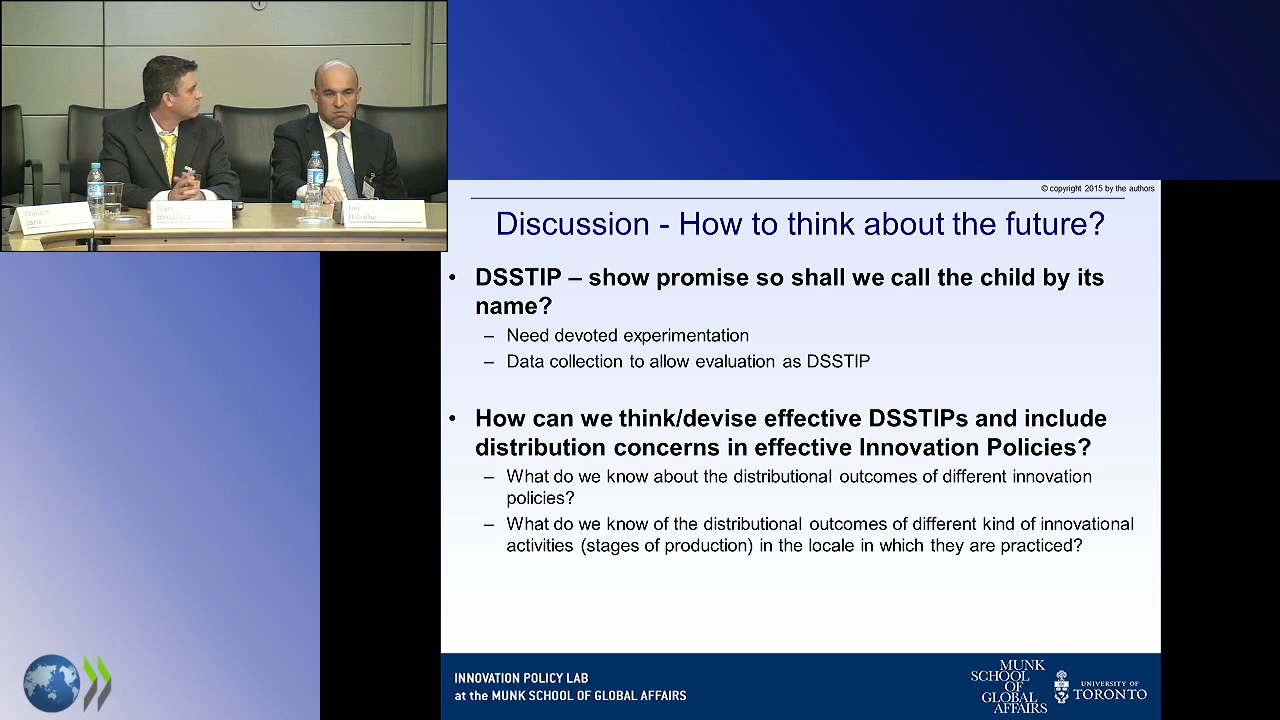 William
Dan
Breznitz
© copyright 2015 by the authors
Discussion - How to think about the future?
• DSSTIP – show promise so shall we call the child by its
name?
– Need devoted experimentation
– Data collection to allow evaluation as DSSTIP
• How can we think/devise effective DSSTIPs and include
distribution concerns in effective Innovation Policies?
– What do we know about the distributional outcomes of different innovation
policies?
– What do we know of the distributional outcomes of different kind of innovational
activities (stages of production) in the locale in which they are practiced?
INNOVATION POLICY LAB
at the MUNK SCHOOL OF GLOBAL AFFAIRS
MUNK
SCHOOL
OF
GLOBAL
AFFAIRS
UNIVERSITY OF
TORONTO